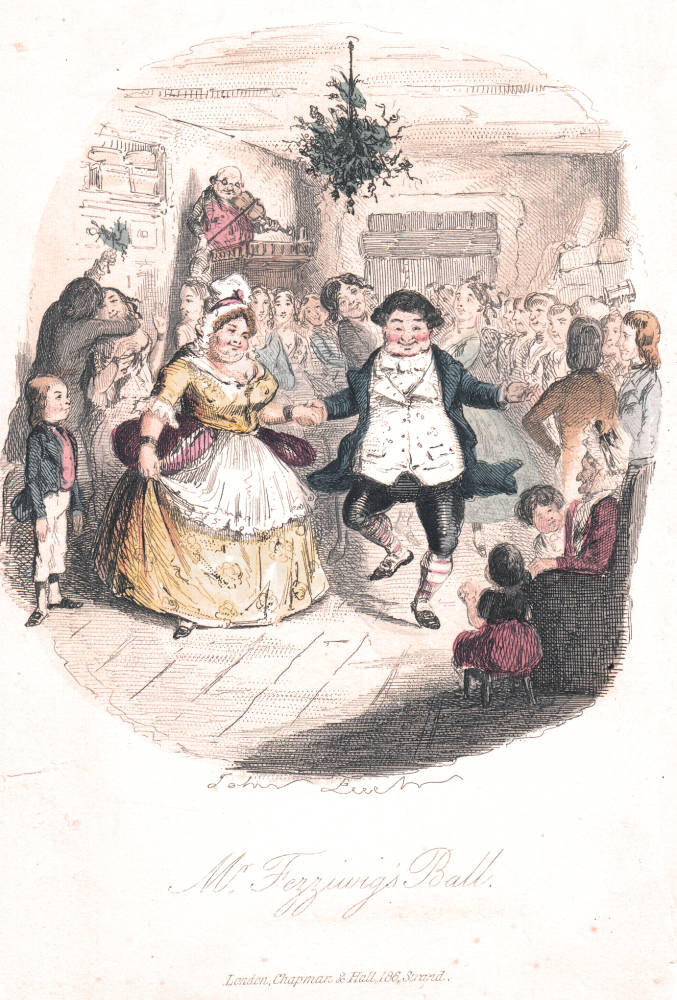 John Leech
Mr. Fezziwig's Ball.
London, Chapman & Hall, 186, Strand.